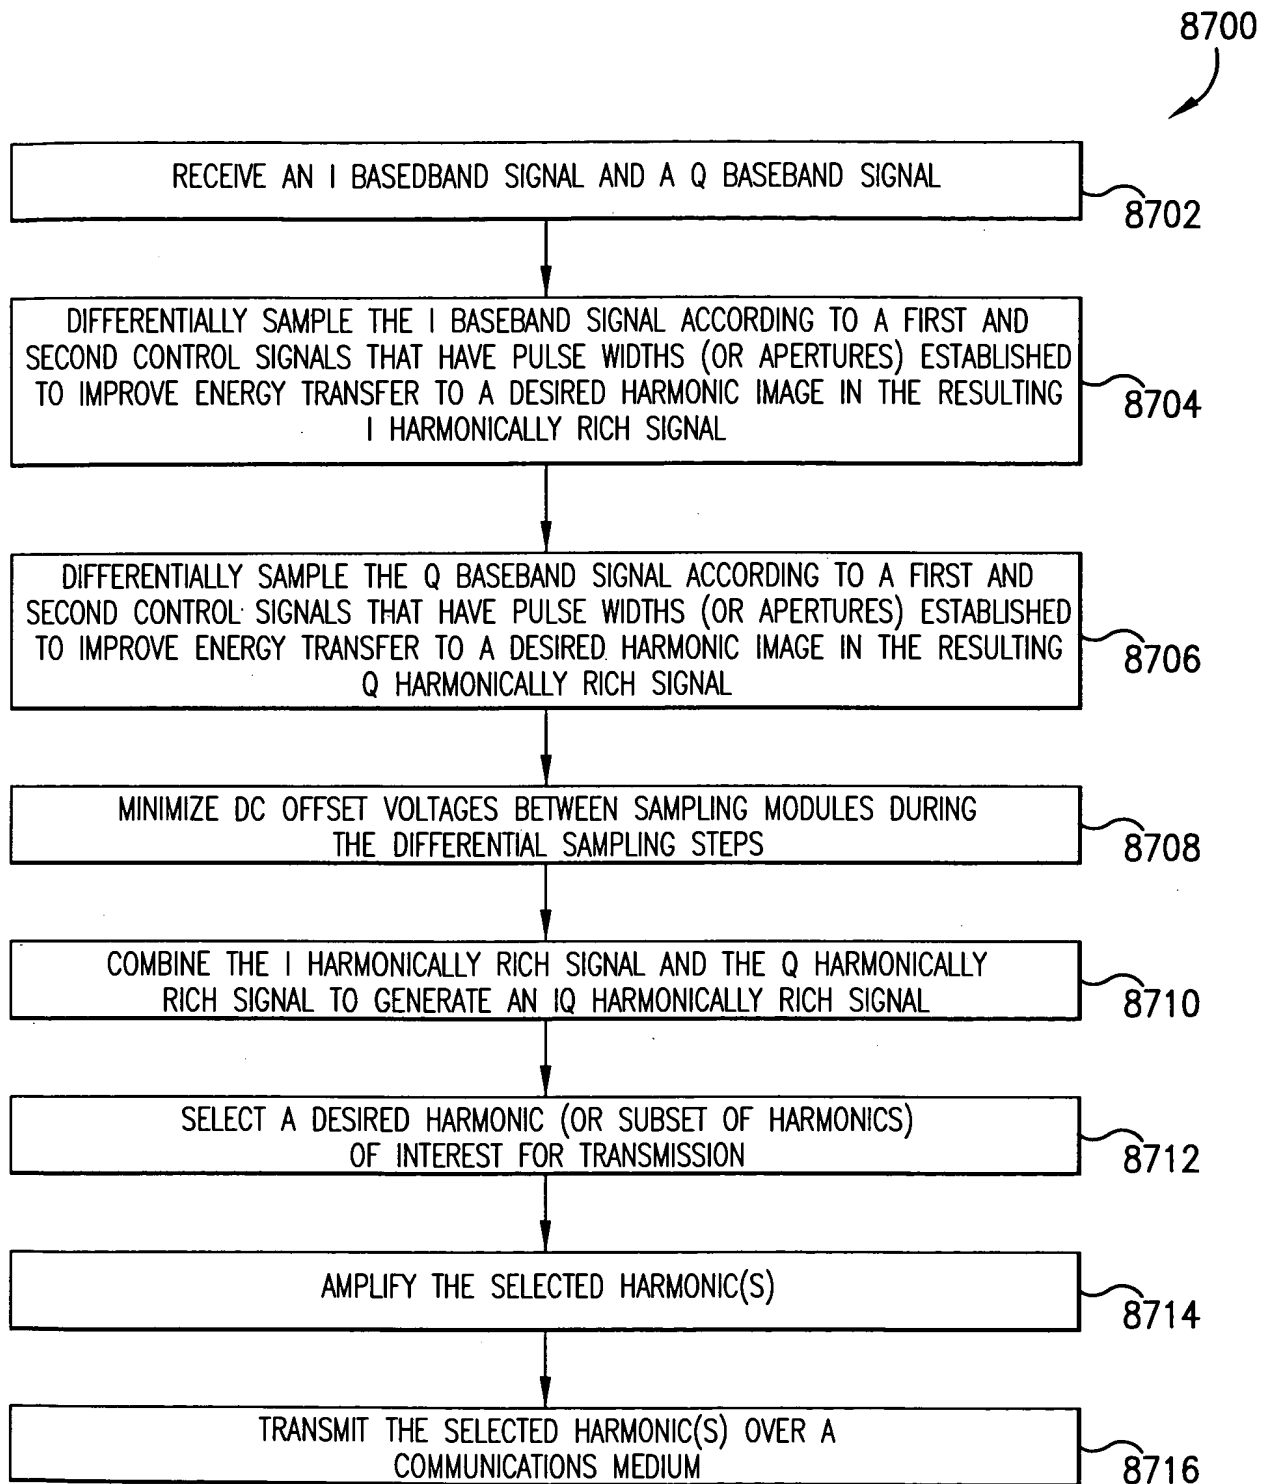 8700
RECEIVE AN I BASEDBAND SIGNAL AND A Q BASEBAND SIGNAL
8702
DIFFERENTIALLY SAMPLE THE I BASEBAND SIGNAL ACCORDING TO A FIRST AND
SECOND CONTROL SIGNALS THAT HAVE PULSE WIDTHS (OR APERTURES) ESTABLISHED
TO IMPROVE ENERGY TRANSFER TO A DESIRED HARMONIC IMAGE IN THE RESULTING
I HARMONICALLY RICH SIGNAL
8704
DIFFERENTIALLY SAMPLE THE Q BASEBAND SIGNAL ACCORDING TO A FIRST AND
SECOND CONTROL SIGNALS THAT HAVE PULSE WIDTHS (OR APERTURES) ESTABLISHED
TO IMPROVE ENERGY TRANSFER TO A DESIRED HARMONIC IMAGE IN THE RESULTING
Q HARMONICALLY RICH SIGNAL
8706
MINIMIZE DC OFFSET VOLTAGES BETWEEN SAMPLING MODULES DURING
THE DIFFERENTIAL SAMPLING STEPS
8708
COMBINE THE I HARMONICALLY RICH SIGNAL AND THE Q HARMONICALLY
RICH SIGNAL TO GENERATE AN IQ HARMONICALLY RICH SIGNAL
8710
SELECT A DESIRED HARMONIC (OR SUBSET OF HARMONICS)
OF INTEREST FOR TRANSMISSION
8712
AMPLIFY THE SELECTED HARMONIC(S)
8714
TRANSMIT THE SELECTED HARMONIC(S) OVER A
COMMUNICATIONS MEDIUM
8716